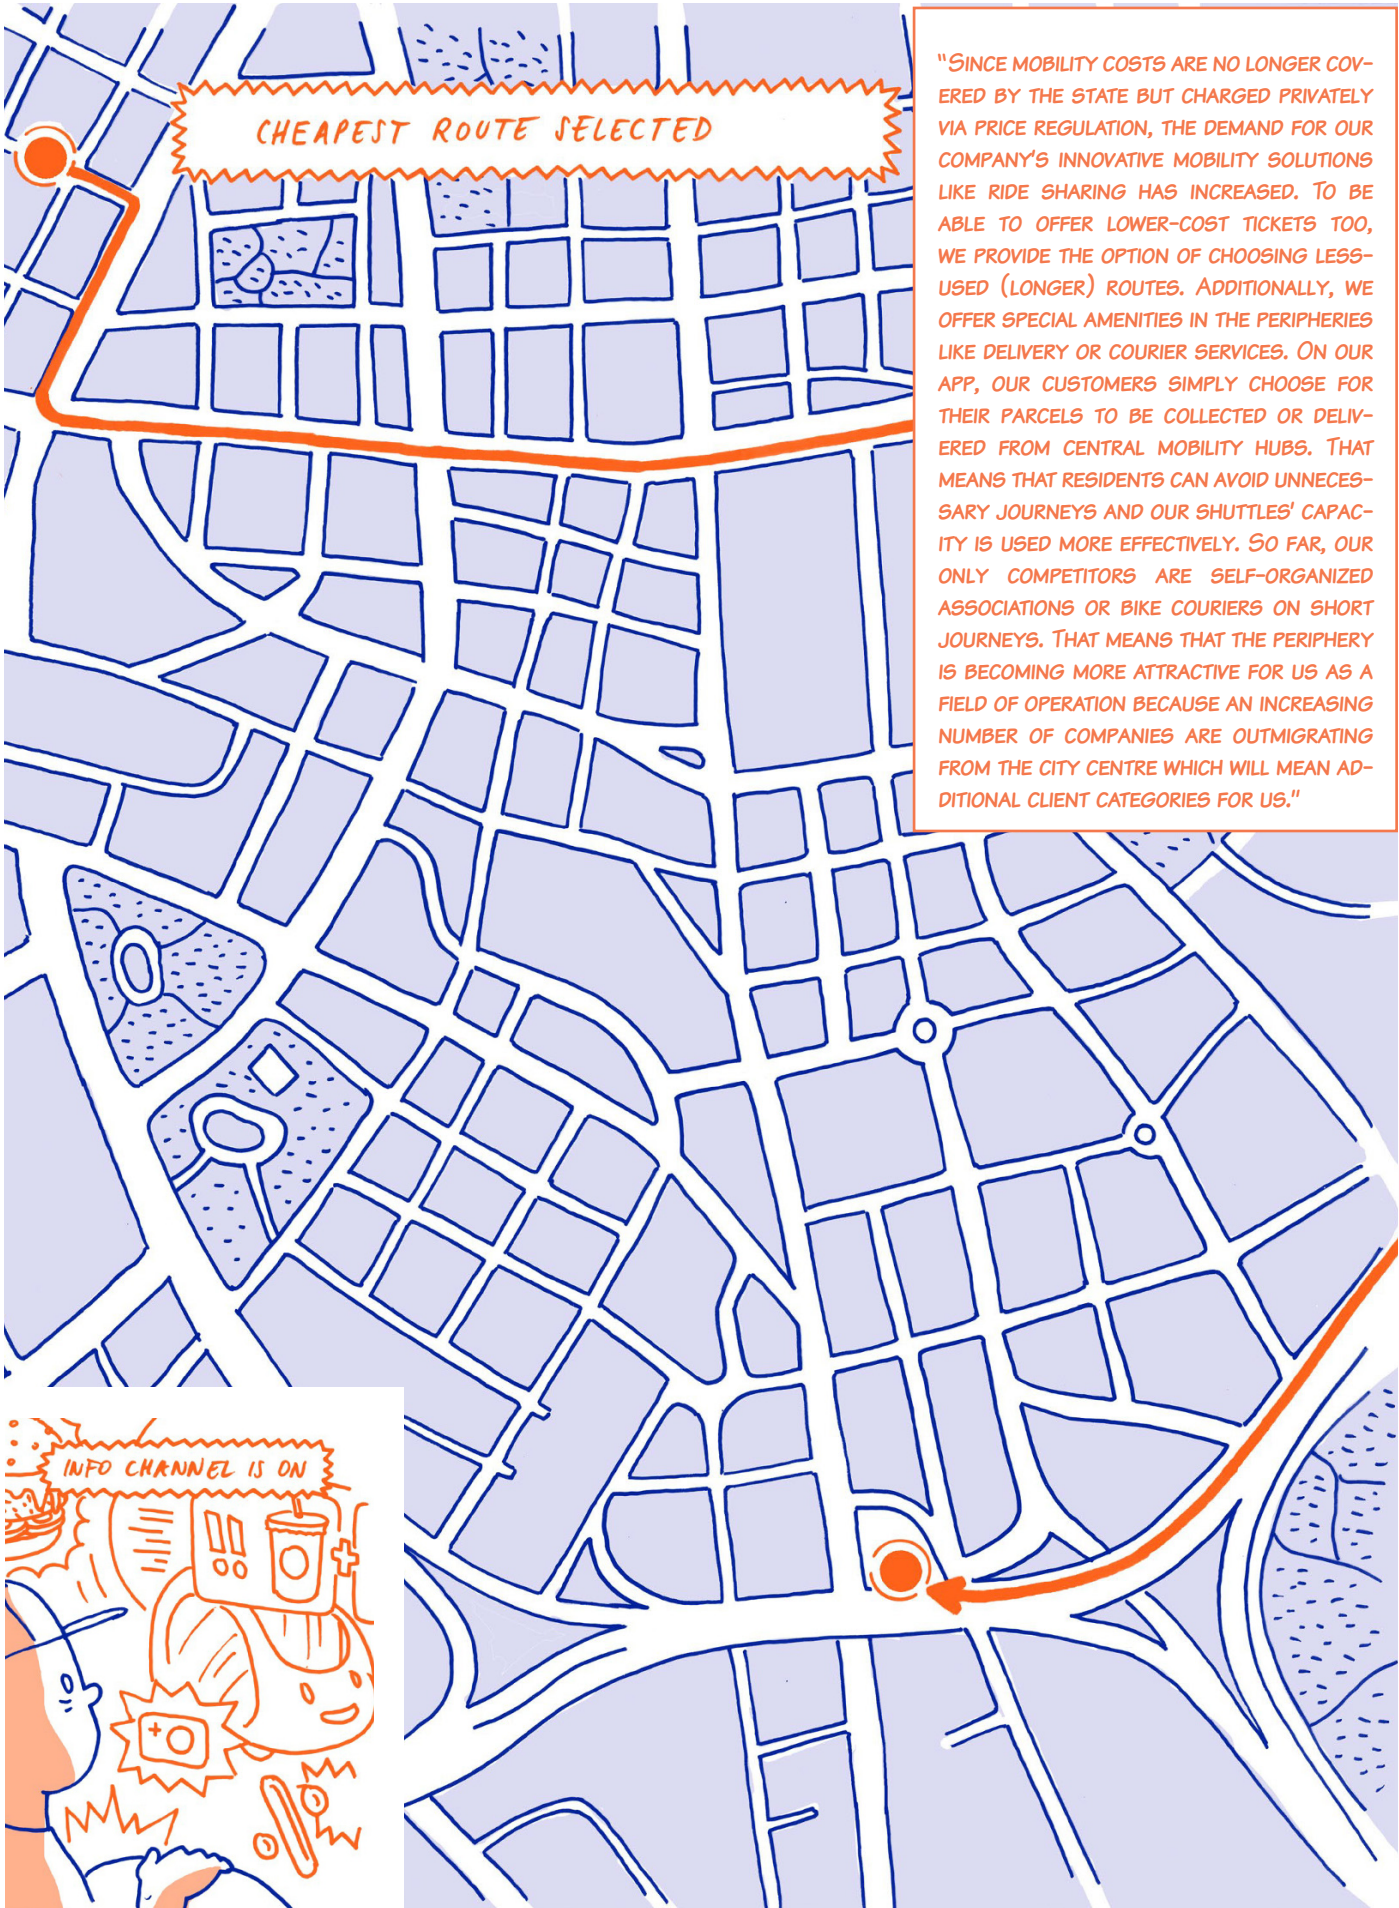 CHEAPEST ROUTE SELECTED
"SINCE MOBILITY COSTS ARE NO LONGER COV-
ERED BY THE STATE BUT CHARGED PRIVATELY
VIA PRICE REGULATION, THE DEMAND FOR OUR
COMPANY'S INNOVATIVE MOBILITY SOLUTIONS
LIKE RIDE SHARING HAS INCREASED. TO BE
ABLE TO OFFER LOWER-COST TICKETS TOO,
WE PROVIDE THE OPTION OF CHOOSING LESS-
USED (LONGER) ROUTES. ADDITIONALLY, WE
OFFER SPECIAL AMENITIES IN THE PERIPHERIES
LIKE DELIVERY OR COURIER SERVICES. ON OUR
APP, OUR CUSTOMERS SIMPLY CHOOSE FOR
THEIR PARCELS TO BE COLLECTED OR DELIV-
ERED FROM CENTRAL MOBILITY HUBS. THAT
MEANS THAT RESIDENTS CAN AVOID UNNECES-
SARY JOURNEYS AND OUR SHUTTLES' CAPAC-
ITY IS USED MORE EFFECTIVELY. SO FAR, OUR
ONLY COMPETITORS ARE SELF-ORGANIZED
ASSOCIATIONS OR BIKE COURIERS ON SHORT
JOURNEYS. THAT MEANS THAT THE PERIPHERY
IS BECOMING MORE ATTRACTIVE FOR US AS A
FIELD OF OPERATION BECAUSE AN INCREASING
NUMBER OF COMPANIES ARE OUTMIGRATING
FROM THE CITY CENTRE WHICH WILL MEAN AD-
DITIONAL CLIENT CATEGORIES FOR US."
INFO CHANNEL IS ON